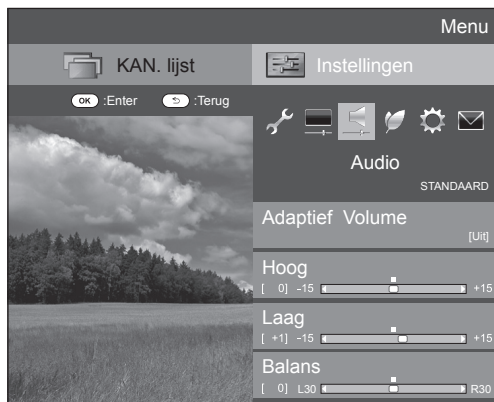 Menu
KAN. lijst
Instellingen
OK :Enter :Terug
Audio
STANDAARD
Adaptief Volume
[Uit]
Hoog
[ 0] -15 +15
Laag
[ +1] -15 +15
Balans
[ 0] L30 R30